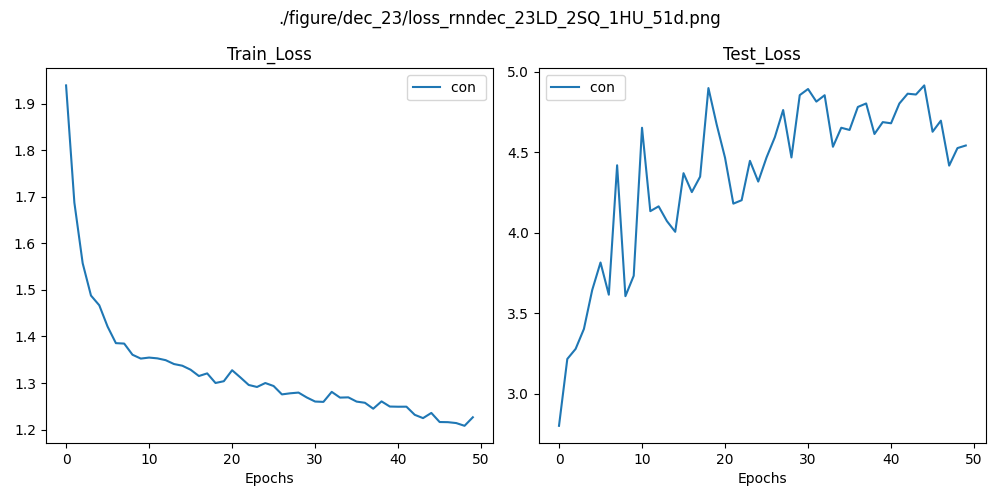 ./figure/dec_23/loss_rnndec_23LD_2SQ_1HU_51d.png
Train_Loss
con
1.9
1.8
1.7
1.6
1.5
1.4
1.3
1.2
0 10 20 30 40 50
Epochs
Test_Loss
con
5.0
4.5
4.0
3.5
3.0
0 10 20 30 40 50
Epochs